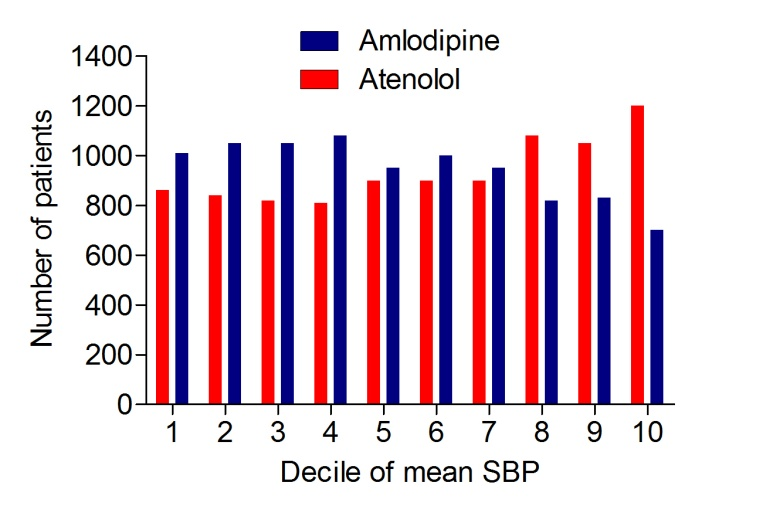 Amlodipine
Atenolol
1400
1200
1000
800
600
400
200
0
Number of patients
1 2 3 4 5 6 7 8 9 10
Decile of mean SBP